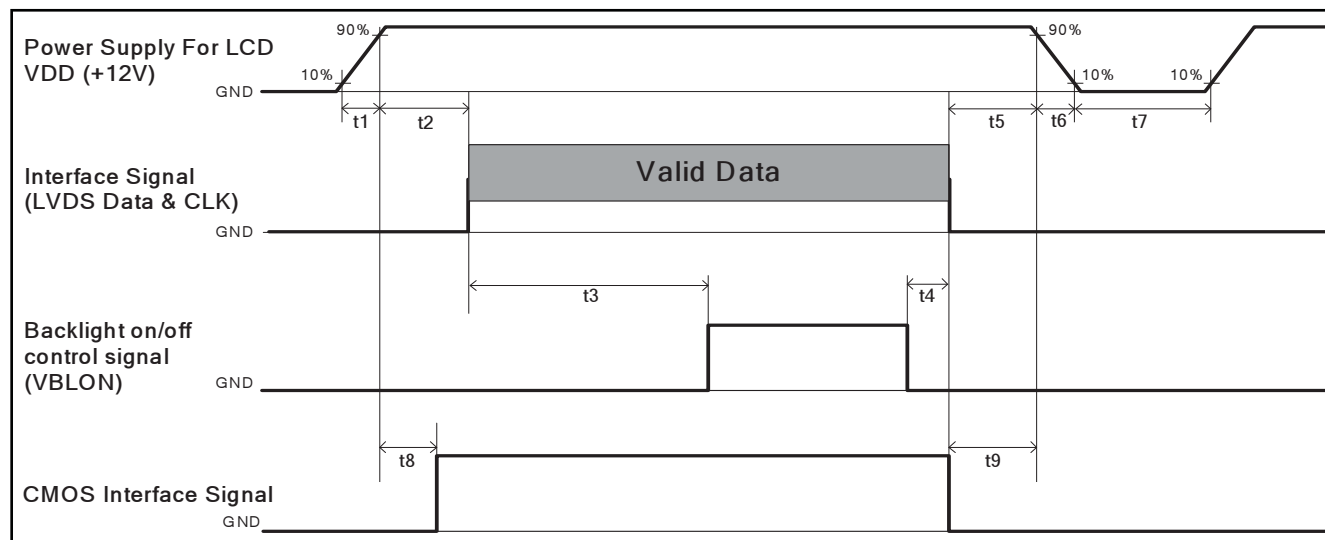 Power Supply For LCD
VDD (+12V)
90%
10%
GND
90%
10%
10%
t1
t2
t5
t6
t7
Interface Signal
(LVDS Data & CLK)
Valid Data
GND
t3
t4
Backlight on/off
control signal
(VBLON)
GND
t8
t9
CMOS Interface Signal
GND